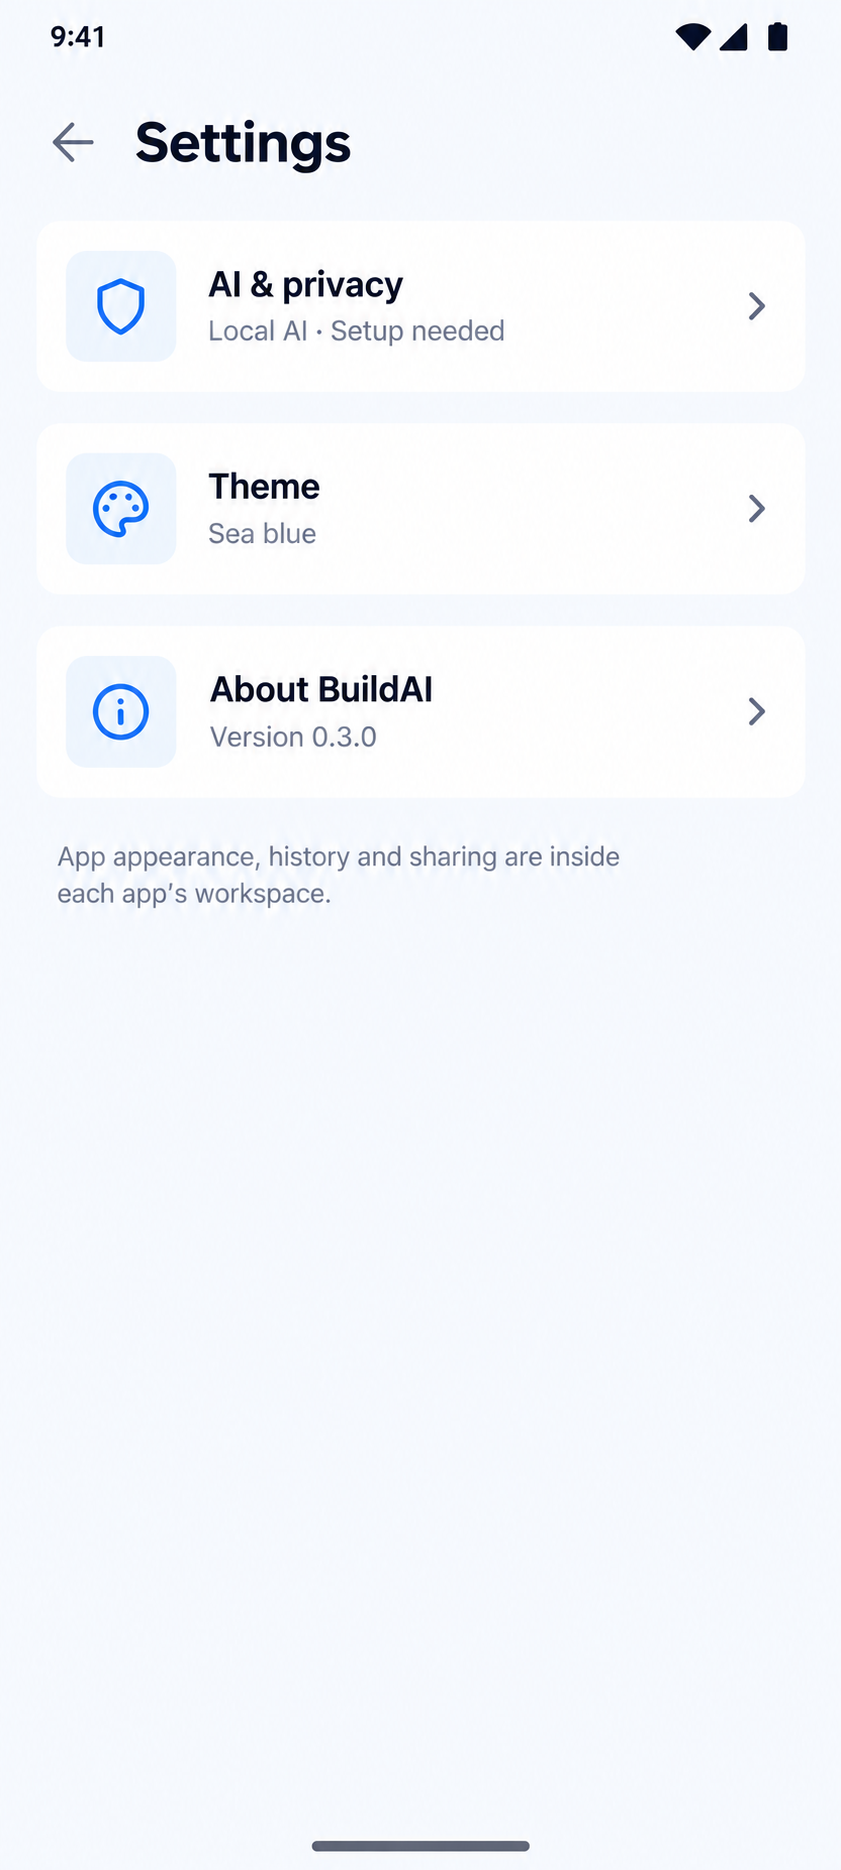 9:41
Settings
AI & privacy
Local AI · Setup needed
Theme
Sea blue
About BuildAI
Version 0.3.0
App appearance, history and sharing are inside
each app’s workspace.